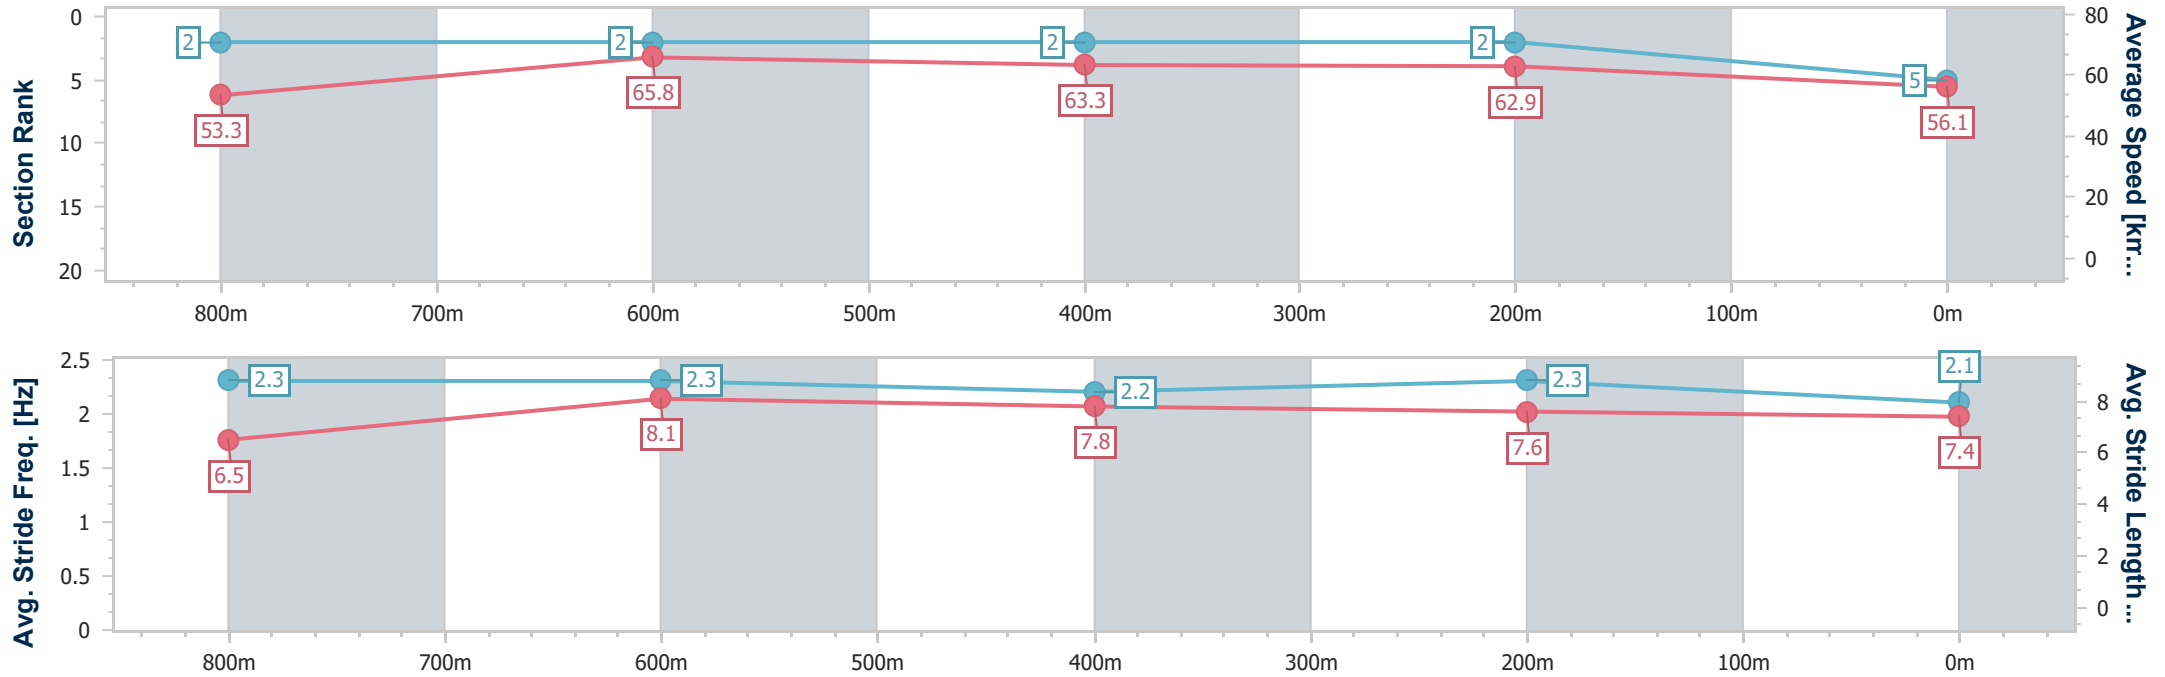 Section Rank
0
5
10
15
20
2
2
2
2
5
53.3
65.8
63.3
62.9
56.1
80
60
40
20
0
Average Speed [km...
800m
700m
600m
500m
400m
300m
200m
100m
0m
Avg. Stride Freq. [Hz]
2.5
2
1.5
1
0.5
0
2.3
2.3
2.2
2.3
2.1
6.5
8.1
7.8
7.6
7.4
8
6
4
2
0
Avg. Stride Length...
800m
700m
600m
500m
400m
300m
200m
100m
0m